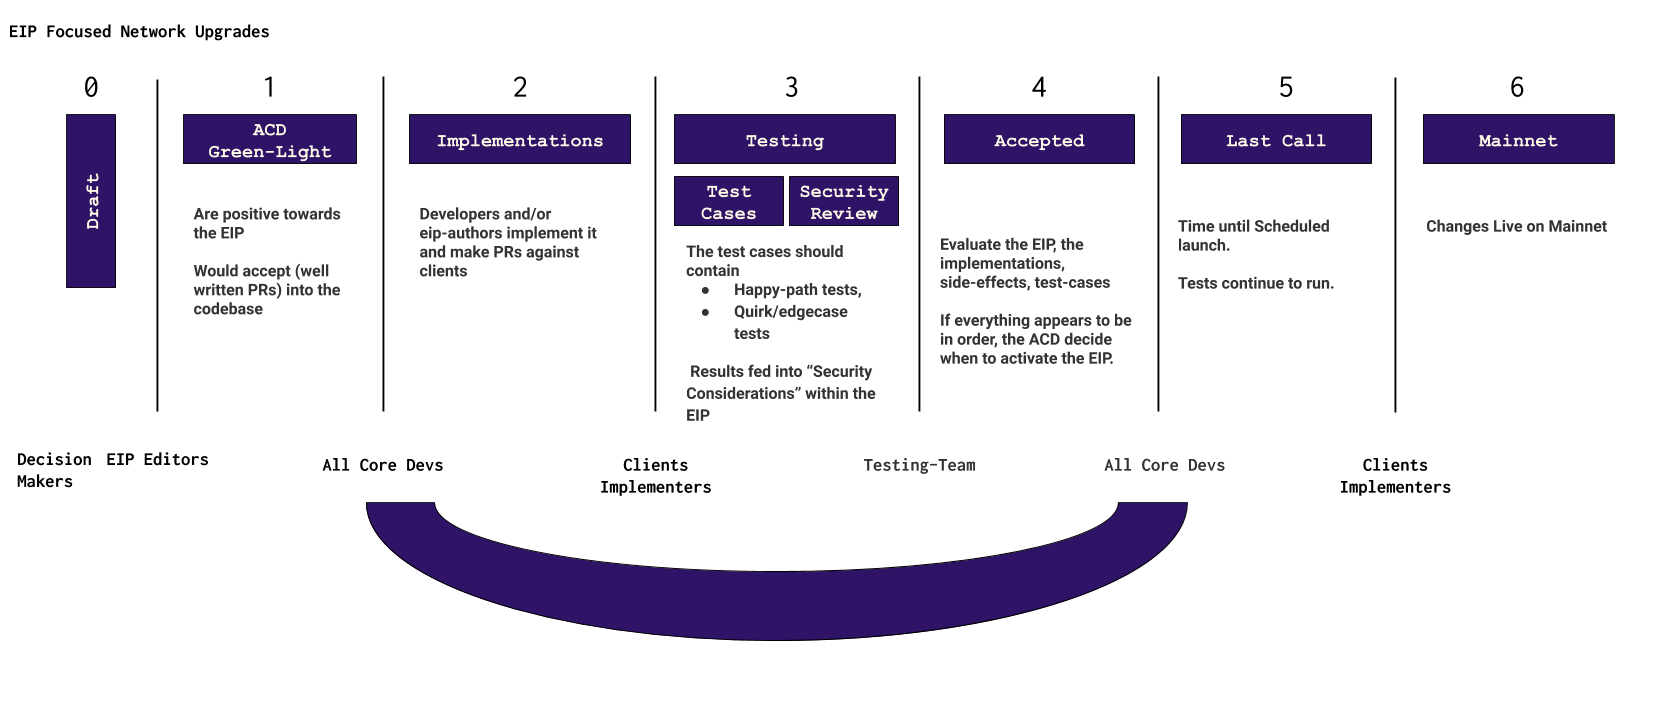 EIP Focused Network Upgrades
0
Draft
1
ACD
Green-Light
Are positive towards
the EIP
Would accept (well
written PRs) into the
codebase
2
Implementations
Developers and/or
eip-authors implement it
and make PRs against
clients
3
Testing
Test
Cases
Security
Review
The test cases should
contain
● Happy-path tests,
● Quirk/edgecase
tests
Results fed into “Security
Considerations” within the
EIP
4
Accepted
Evaluate the EIP, the
implementations,
side-effects, test-cases
If everything appears to be
in order, the ACD decide
when to activate the EIP.
5
Last Call
Time until Scheduled
launch.
Tests continue to run.
6
Mainnet
Changes Live on Mainnet
Decision
Makers
EIP Editors
All Core Devs
Clients
Implementers
Testing-Team
All Core Devs
Clients
Implementers